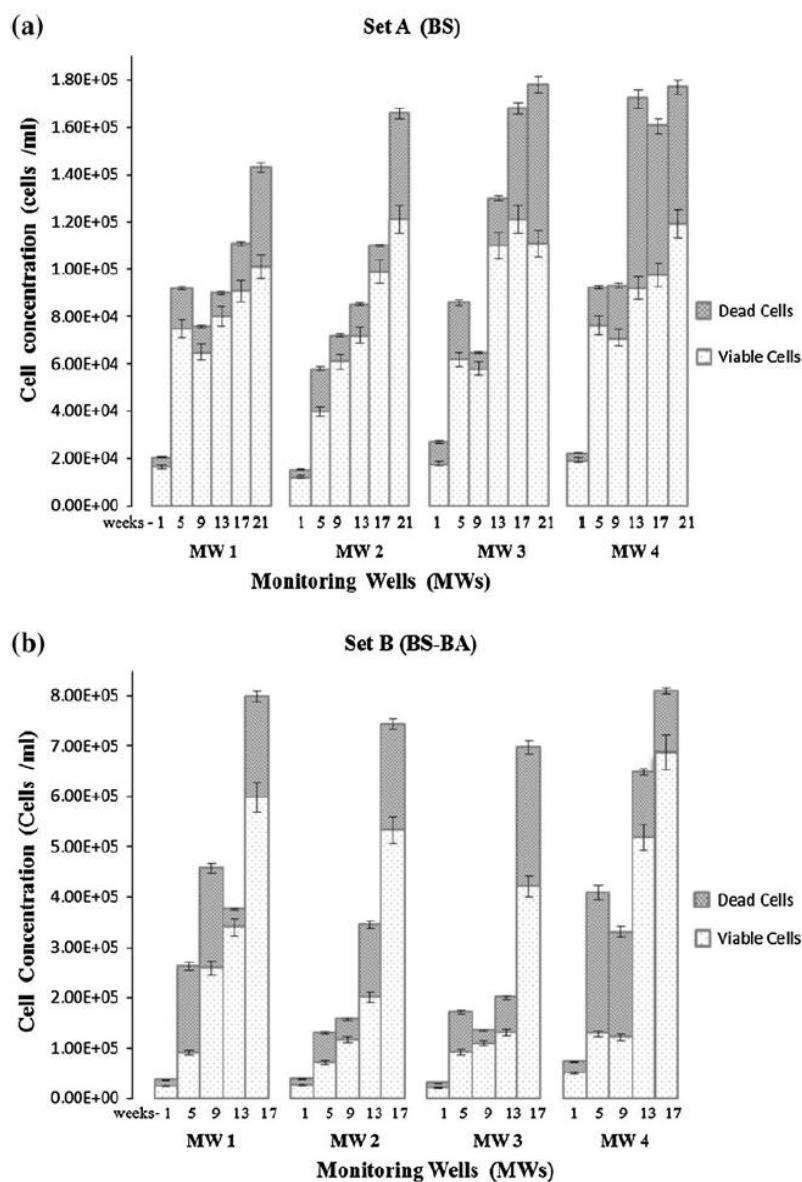 (a)
Set A (BS)
Cell concentration (cells /ml)
1.80E+05
1.60E+05
1.40E+05
1.20E+05
1.00E+05
8.00E+04
6.00E+04
4.00E+04
2.00E+04
0.00E+00
Dead Cells
Viable Cells
weeks - 1 5 9 13 17 21 1 5 9 13 17 21 1 5 9 13 17 21 1 5 9 13 17 21
MW 1 MW 2 MW 3 MW 4
Monitoring Wells (MWs)
(b)
Set B (BS-BA)
Cell Concentration (Cells /ml)
8.00E+05
7.00E+05
6.00E+05
5.00E+05
4.00E+05
3.00E+05
2.00E+05
1.00E+05
0.00E+00
Dead Cells
Viable Cells
weeks- 1 5 9 13 17 1 5 9 13 17 1 5 9 13 17 1 5 9 13 17
MW 1 MW 2 MW 3 MW 4
Monitoring Wells (MWs)